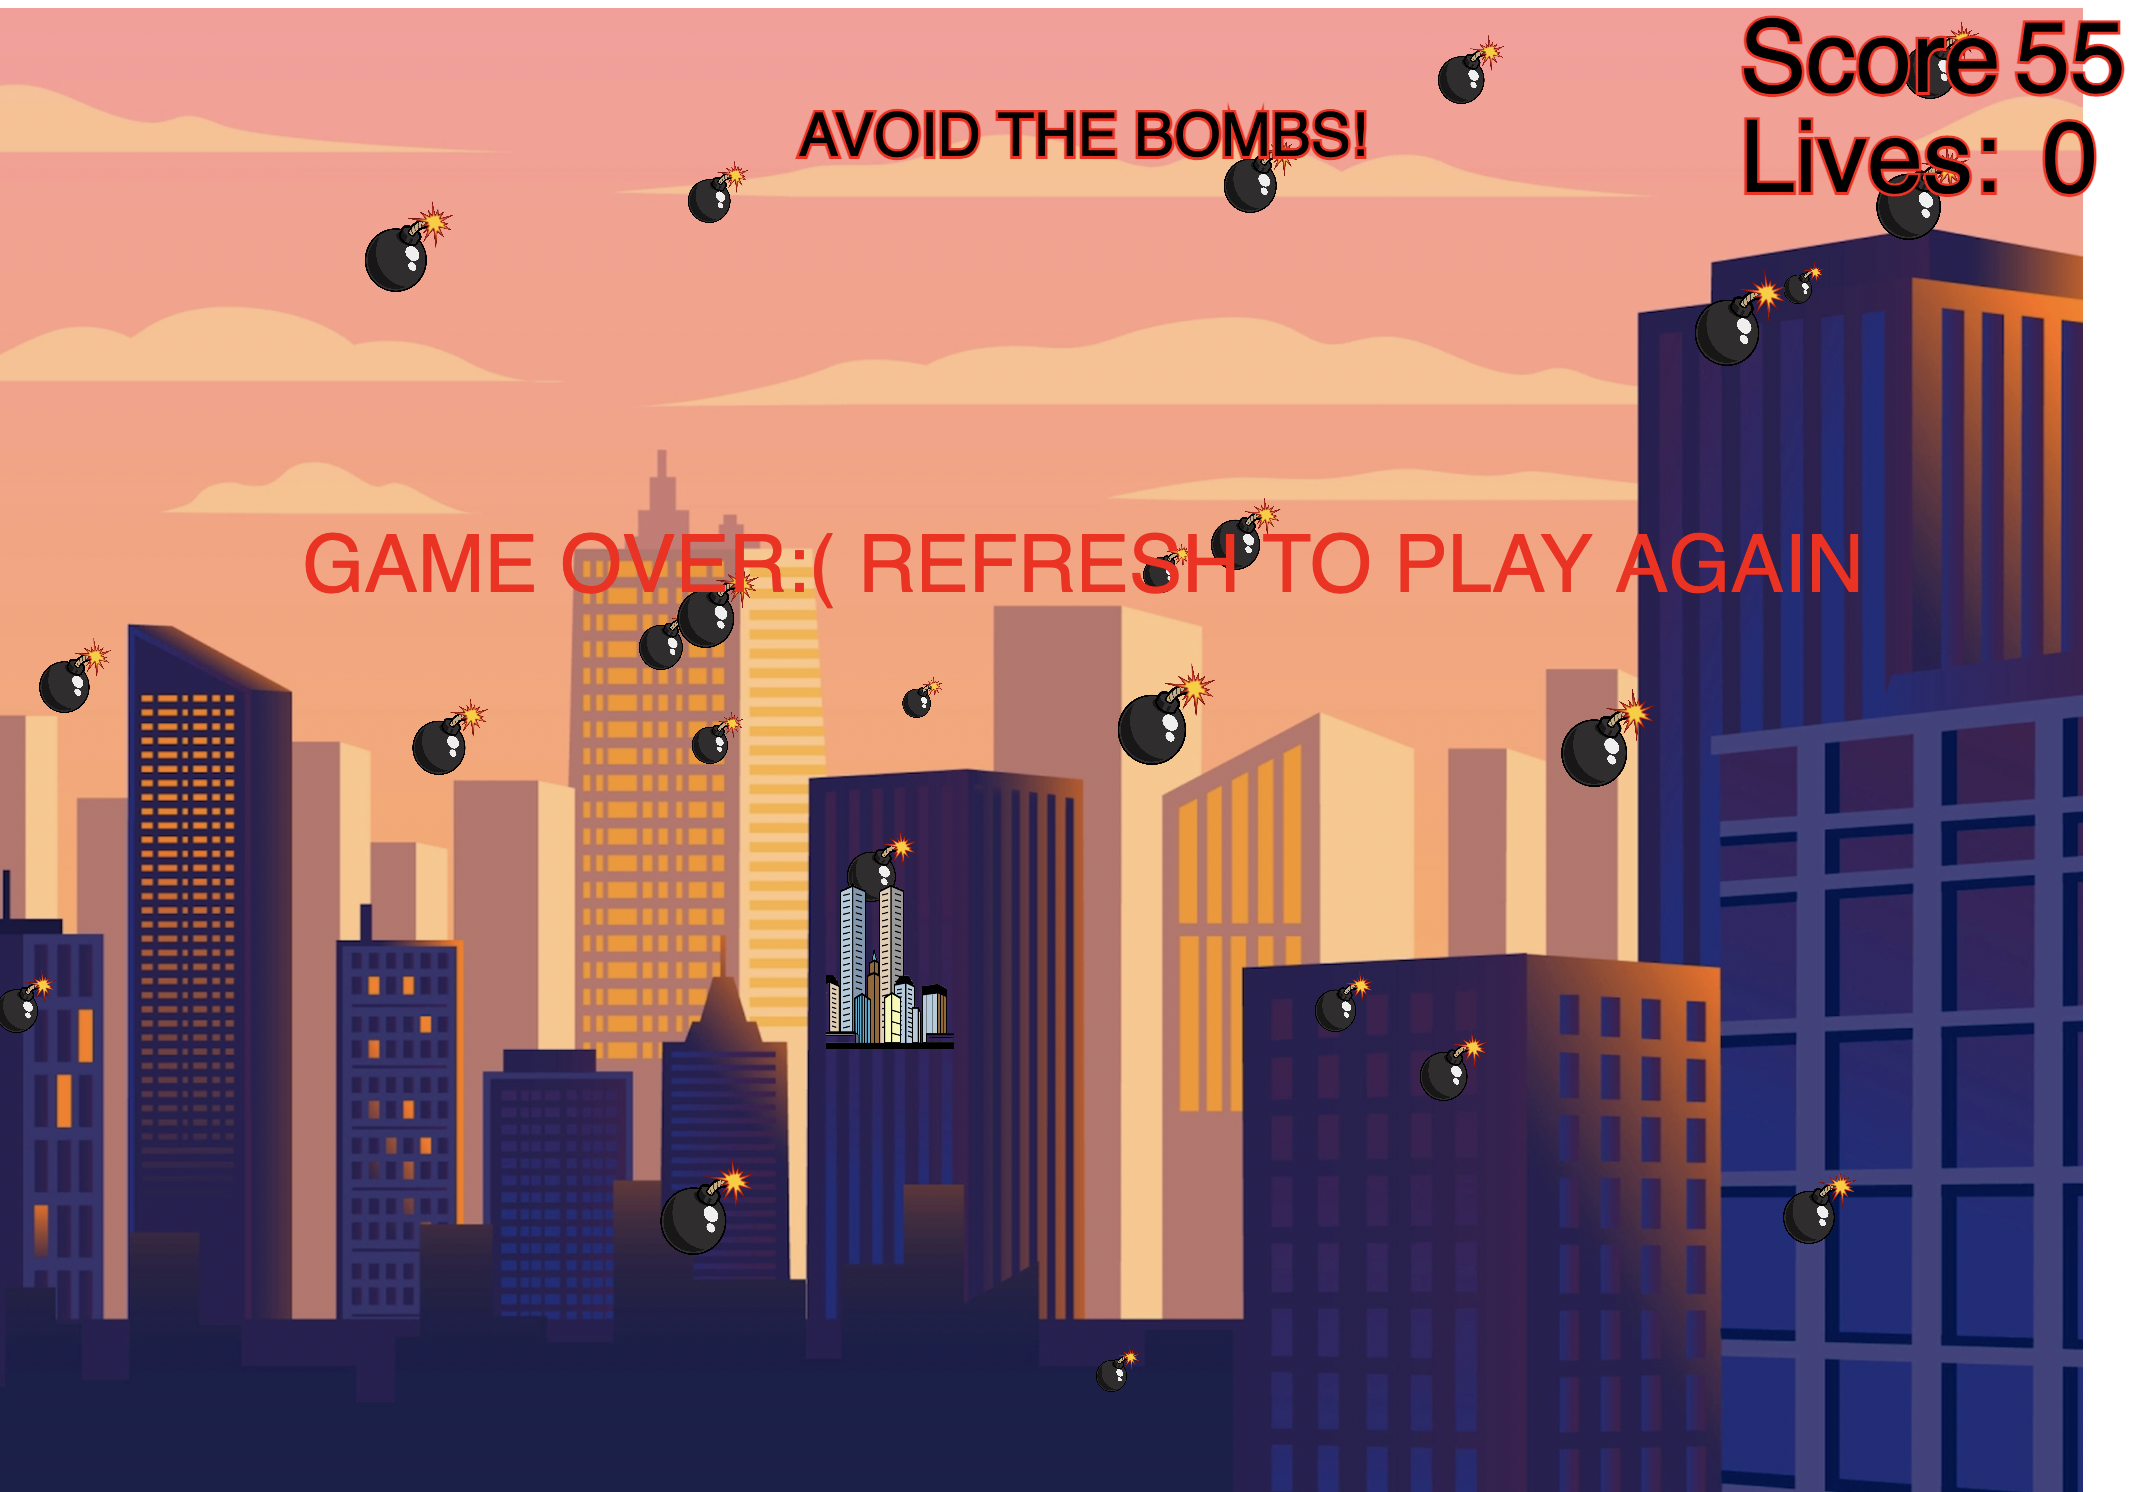 Score 55
AVOID THE BOMBS!
Lives: 0
GAME OVER:( REFRESH TO PLAY AGAIN